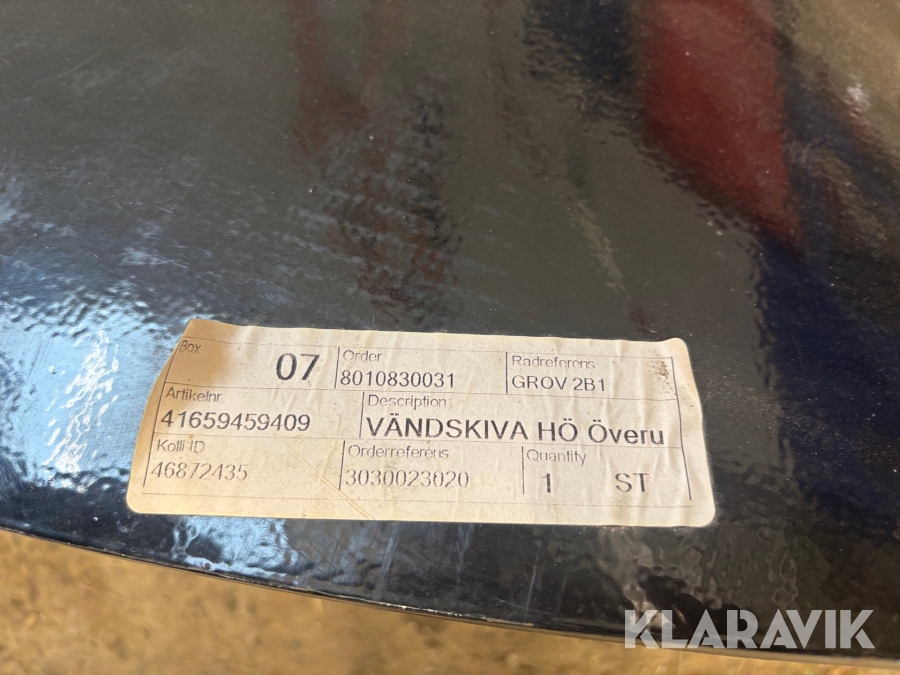 Box 07 Order 8010830031 Radreferens GROV 2B1
Artikelnr 41659459409 Description VÄNDSKIVA HÖ Överu
Kolli-ID 46872435 Orderreferens 3030023020 Quantity 1 ST
KLARAVIK